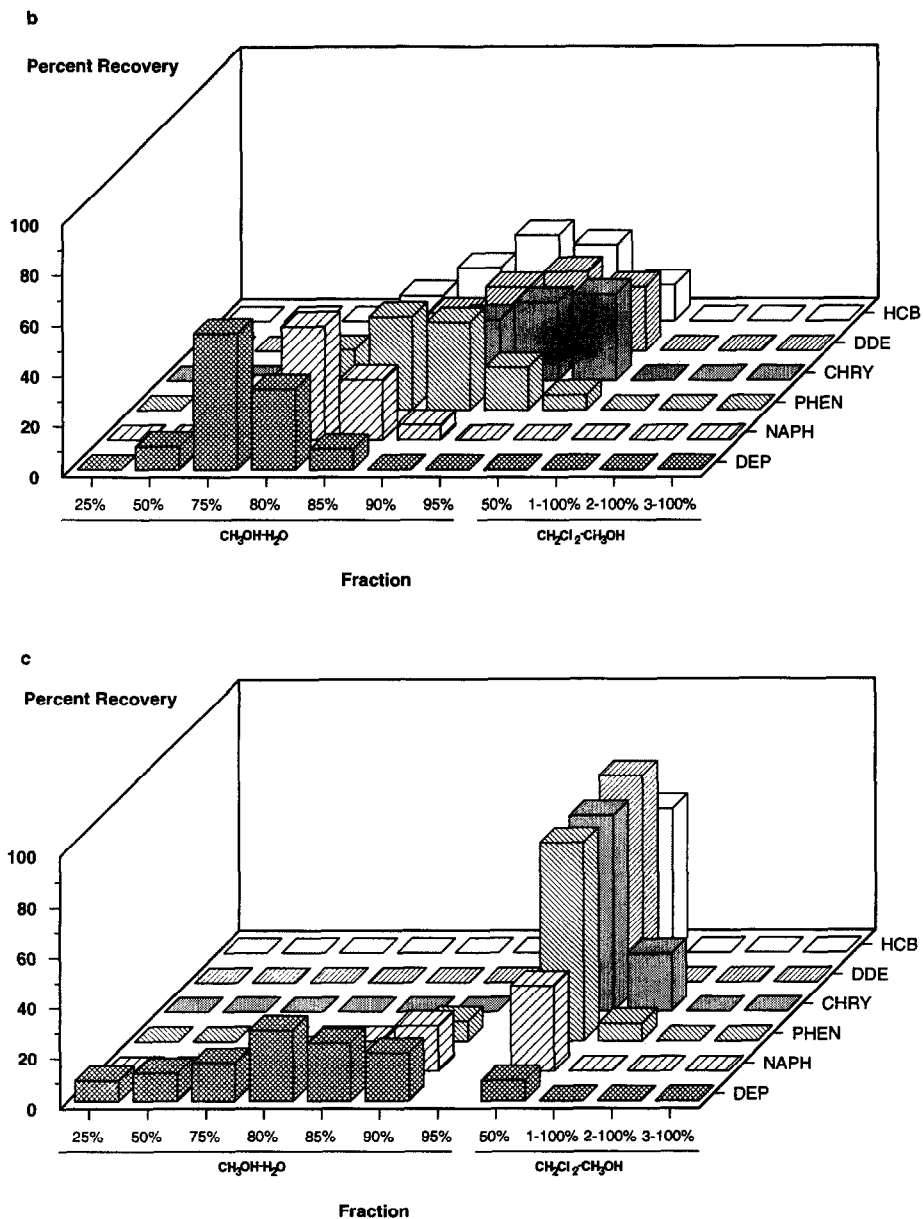 b
Percent Recovery
100
80
60
40
20
0
HCB
DDE
CHRY
PHEN
NAPH
DEP
25% 50% 75% 80% 85% 90% 95% 50% 1-100% 2-100% 3-100%
CH₃OH-H₂O CH₂Cl₂-CH₃OH
Fraction
c
Percent Recovery
100
80
60
40
20
0
HCB
DDE
CHRY
PHEN
NAPH
DEP
25% 50% 75% 80% 85% 90% 95% 60% 1-100% 2-100% 3-100%
CH₃OH-H₂O CH₂Cl₂-CH₃OH
Fraction